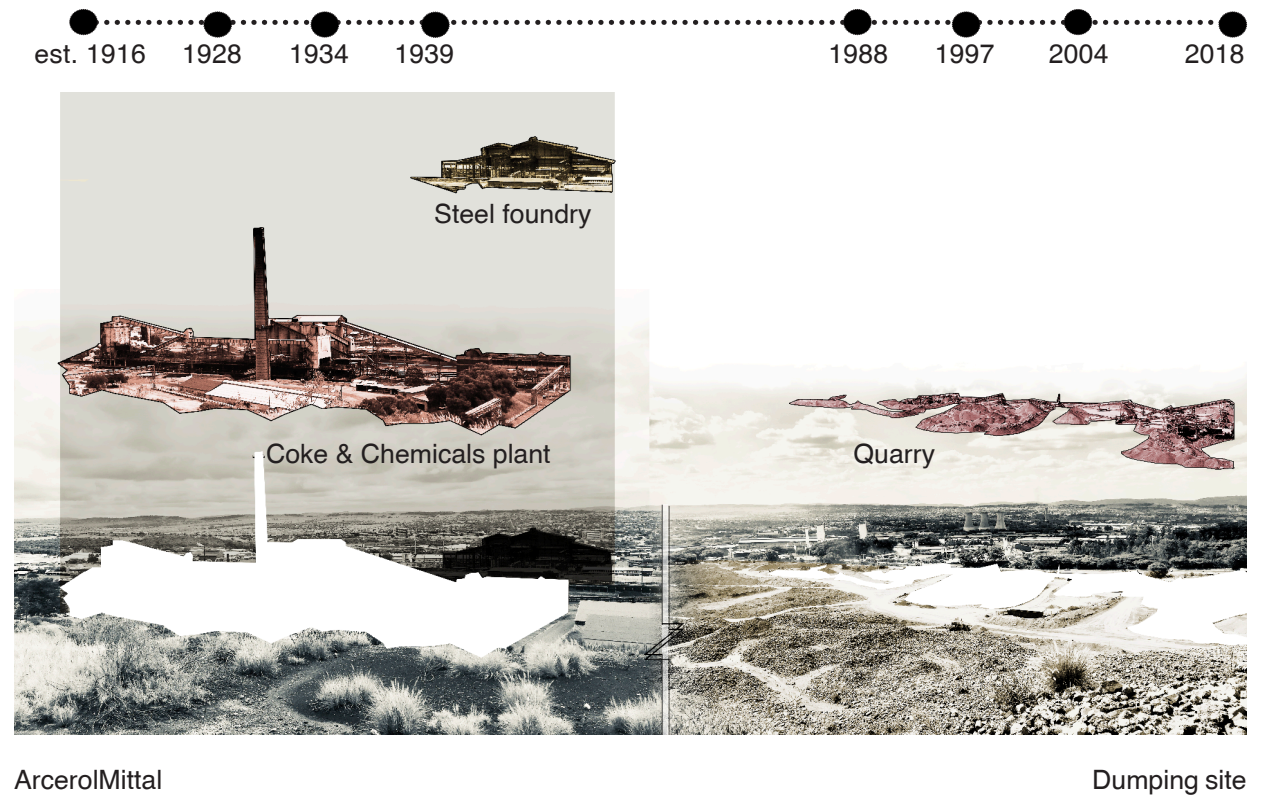 est. 1916 1928 1934 1939 1988 1997 2004 2018
Steel foundry
Coke & Chemicals plant
Quarry
ArcerolMittal
Dumping site